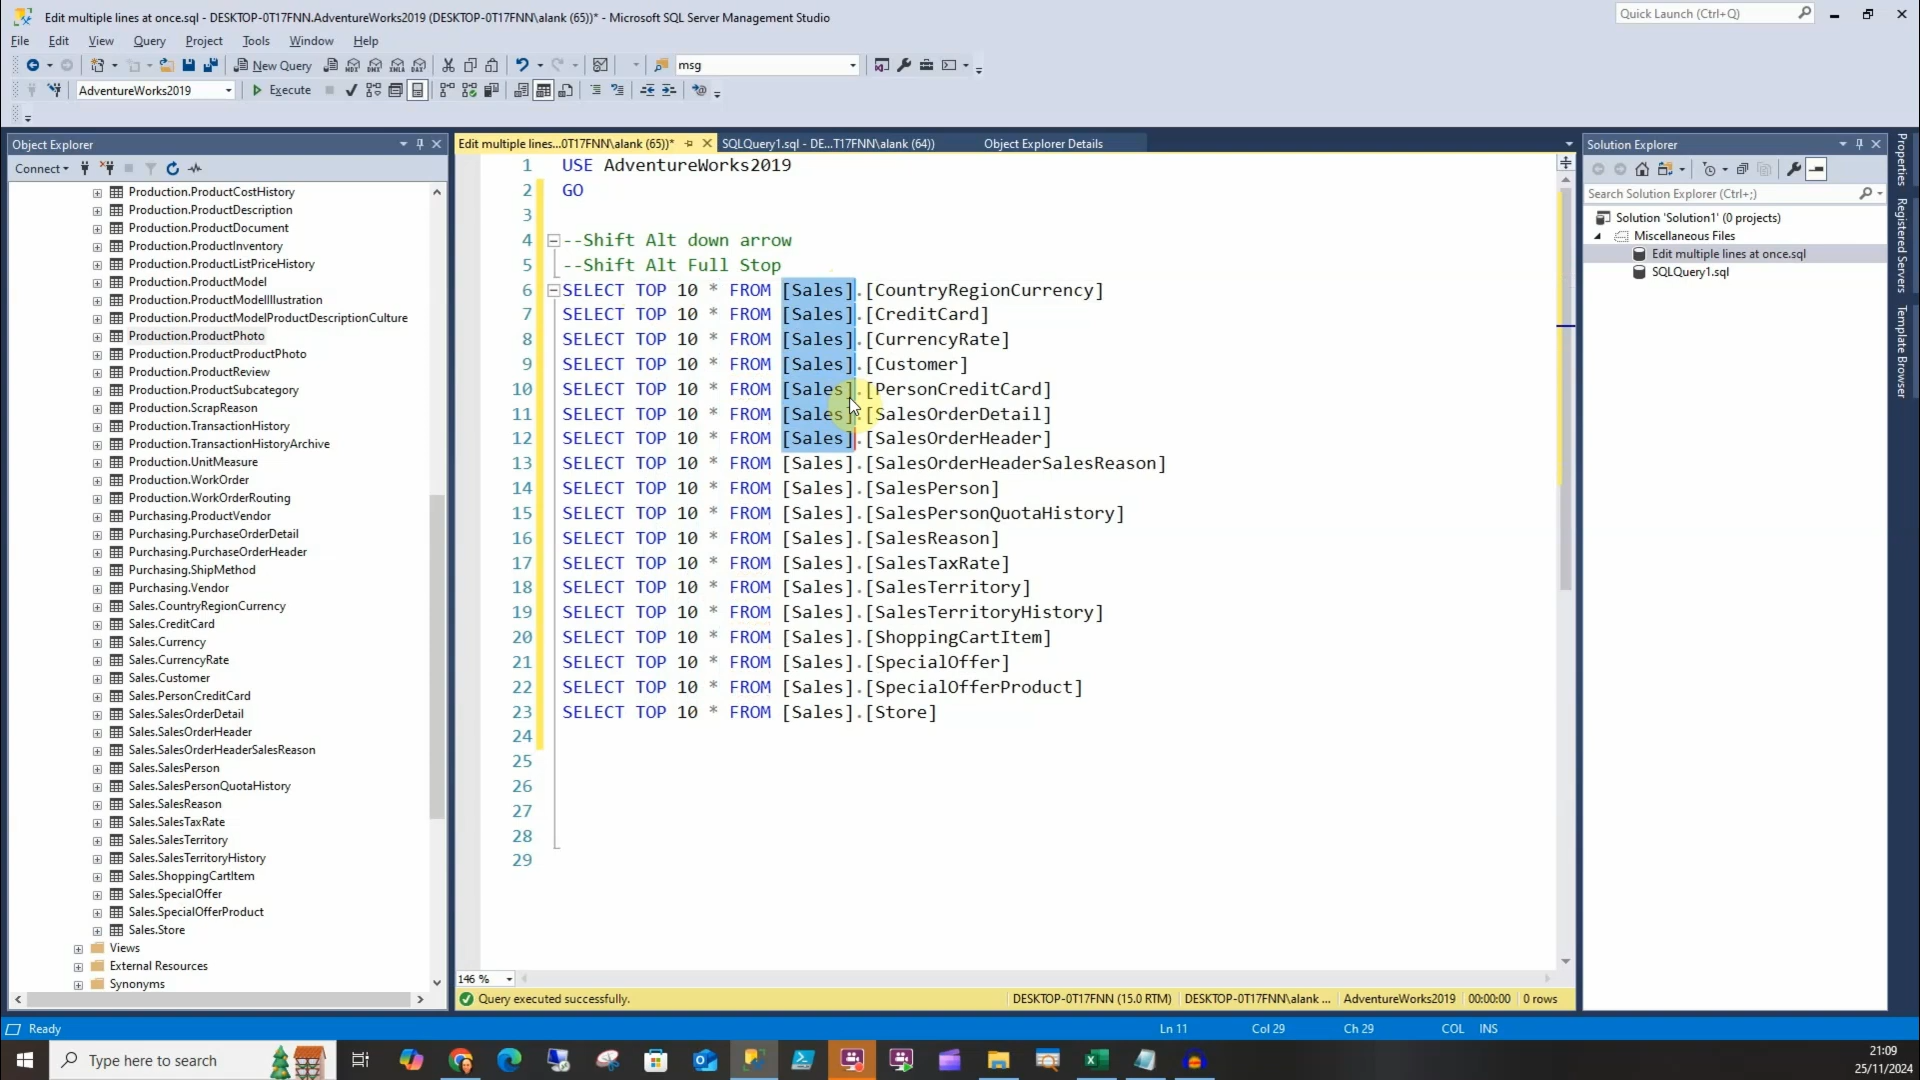 Edit multiple lines at once.sql - DESKTOP-0T17FNN.AdventureWorks2019 (DESKTOP-0T17FNN\alank (65))* - Microsoft SQL Server Management Studio
Quick Launch (Ctrl+Q)
File Edit View Query Project Tools Window Help
New Query
msg
AdventureWorks2019
Execute
Object Explorer
Connect
Production.ProductCostHistory
Production.ProductDescription
Production.ProductDocument
Production.ProductInventory
Production.ProductListPriceHistory
Production.ProductModel
Production.ProductModelIllustration
Production.ProductModelProductDescriptionCulture
Production.ProductPhoto
Production.ProductProductPhoto
Production.ProductReview
Production.ProductSubcategory
Production.ScrapReason
Production.TransactionHistory
Production.TransactionHistoryArchive
Production.UnitMeasure
Production.WorkOrder
Production.WorkOrderRouting
Purchasing.ProductVendor
Purchasing.PurchaseOrderDetail
Purchasing.PurchaseOrderHeader
Purchasing.ShipMethod
Purchasing.Vendor
Sales.CountryRegionCurrency
Sales.CreditCard
Sales.Currency
Sales.CurrencyRate
Sales.Customer
Sales.PersonCreditCard
Sales.SalesOrderDetail
Sales.SalesOrderHeader
Sales.SalesOrderHeaderSalesReason
Sales.SalesPerson
Sales.SalesPersonQuotaHistory
Sales.SalesReason
Sales.SalesTaxRate
Sales.SalesTerritory
Sales.SalesTerritoryHistory
Sales.ShoppingCartItem
Sales.SpecialOffer
Sales.SpecialOfferProduct
Sales.Store
Views
External Resources
Synonyms
Edit multiple lines...0T17FNN\alank (65))* SQLQuery1.sql - DE...T17FNN\alank (64)) Object Explorer Details
1 USE AdventureWorks2019
2 GO
3
4 --Shift Alt down arrow
5 --Shift Alt Full Stop
6 SELECT TOP 10 * FROM [Sales].[CountryRegionCurrency]
7 SELECT TOP 10 * FROM [Sales].[CreditCard]
8 SELECT TOP 10 * FROM [Sales].[CurrencyRate]
9 SELECT TOP 10 * FROM [Sales].[Customer]
10 SELECT TOP 10 * FROM [Sales].[PersonCreditCard]
11 SELECT TOP 10 * FROM [Sales].[SalesOrderDetail]
12 SELECT TOP 10 * FROM [Sales].[SalesOrderHeader]
13 SELECT TOP 10 * FROM [Sales].[SalesOrderHeaderSalesReason]
14 SELECT TOP 10 * FROM [Sales].[SalesPerson]
15 SELECT TOP 10 * FROM [Sales].[SalesPersonQuotaHistory]
16 SELECT TOP 10 * FROM [Sales].[SalesReason]
17 SELECT TOP 10 * FROM [Sales].[SalesTaxRate]
18 SELECT TOP 10 * FROM [Sales].[SalesTerritory]
19 SELECT TOP 10 * FROM [Sales].[SalesTerritoryHistory]
20 SELECT TOP 10 * FROM [Sales].[ShoppingCartItem]
21 SELECT TOP 10 * FROM [Sales].[SpecialOffer]
22 SELECT TOP 10 * FROM [Sales].[SpecialOfferProduct]
23 SELECT TOP 10 * FROM [Sales].[Store]
24
25
26
27
28
29
146 %
Query executed successfully. DESKTOP-0T17FNN (15.0 RTM) DESKTOP-0T17FNN\alank ... AdventureWorks2019 00:00:00 0 rows
Solution Explorer
Search Solution Explorer (Ctrl+;)
Solution 'Solution1' (0 projects)
Miscellaneous Files
Edit multiple lines at once.sql
SQLQuery1.sql
Properties
Registered Servers
Template Browser
Ready Ln 11 Col 29 Ch 29 COL INS
Type here to search
21:09
25/11/2024